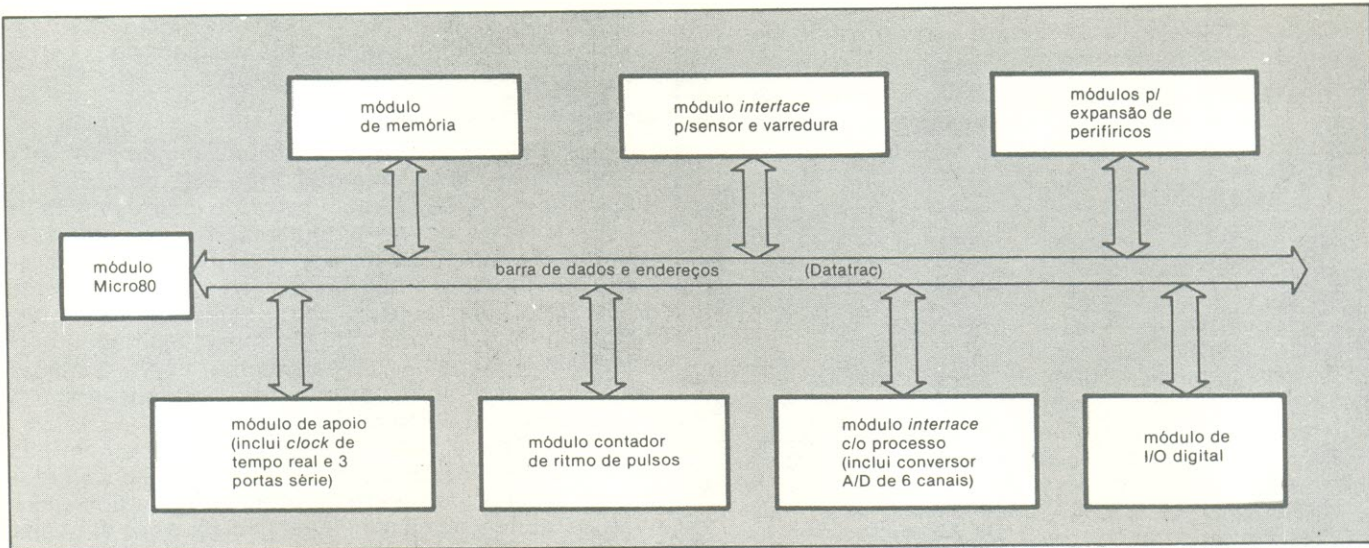 módulo
de memória
módulo interface
p/sensor e varredura
módulos p/
expansão de
perifíricos
módulo
Micro80
barra de dados e endereços (Datatrac)
módulo de apoio
(inclui clock de
tempo real e 3
portas série)
módulo contador
de ritmo de pulsos
módulo interlace
c/o processo
(inclui conversor
A/D de 6 canais)
módulo de
I/O digital